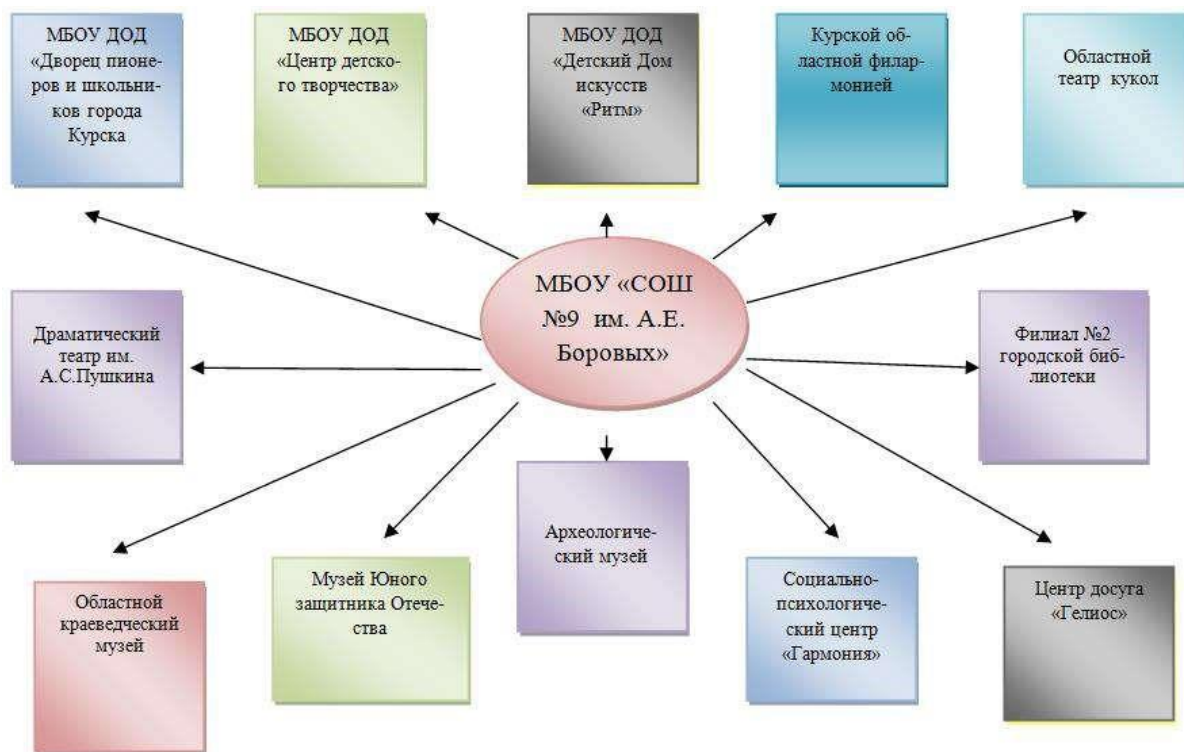 МБОУ ДОД
«Дворец пионе-
ров и школьни-
ков города
Курска
МБОУ ДОД
«Центр детско-
го творчества»
МБОУ ДОД
«Детский Дом
искусств
«Ритм»
Курской об-
ластной филар-
монией
Областной
театр кукол
МБОУ «СОШ
№9 им. А.Е.
Боровых»
Драматический
театр им.
А.С.Пушкина
Филиал №2
городской биб-
лиотеки
Областной
краеведческий
музей
Музей Юного
защитника Отече-
ства
Археологиче-
ский музей
Социально-
психологиче-
ский центр
«Гармония»
Центр досуга
«Гелиос»